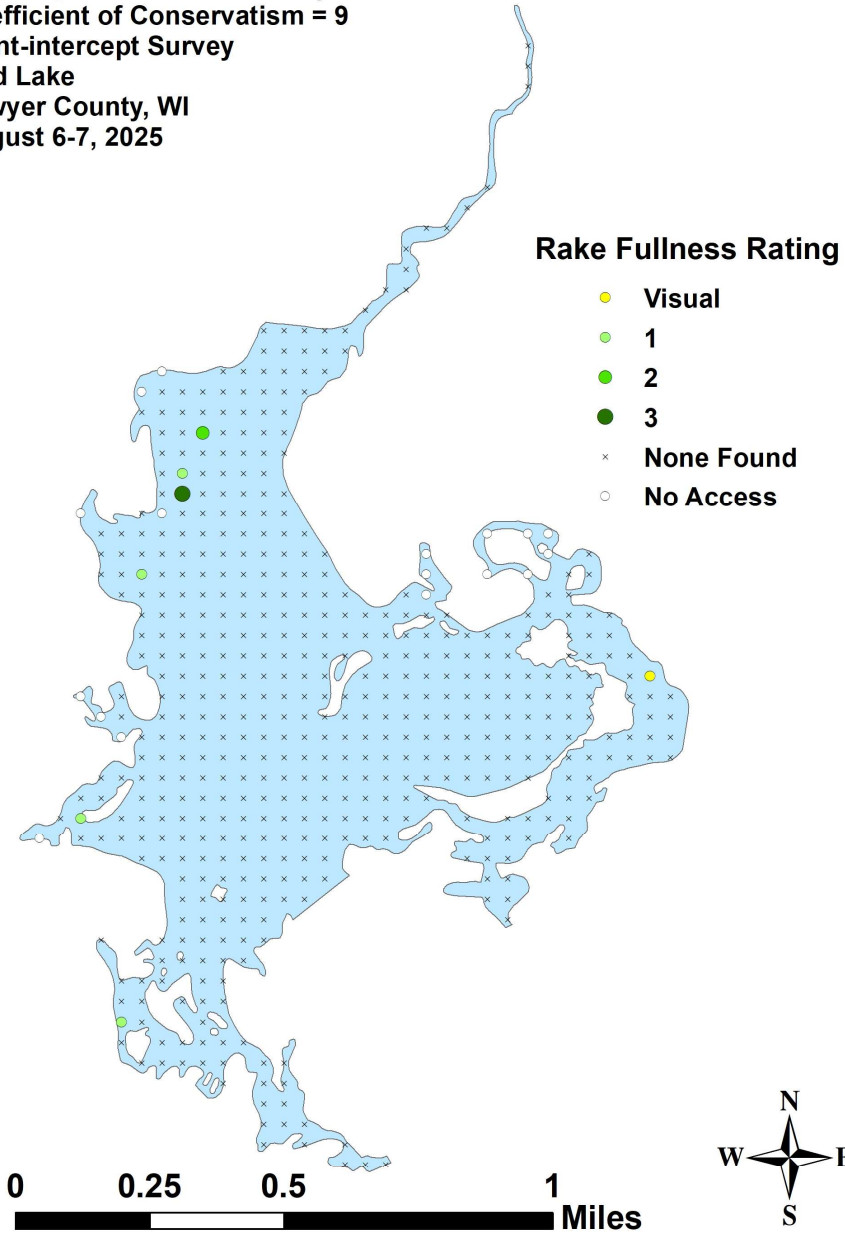 efficient of Conservatism = 9
nt-intercept Survey
d Lake
wyer County, WI
gust 6-7, 2025
Rake Fullness Rating
Visual
1
2
3
None Found
No Access
N
W E
S
0 0.25 0.5 1
Miles